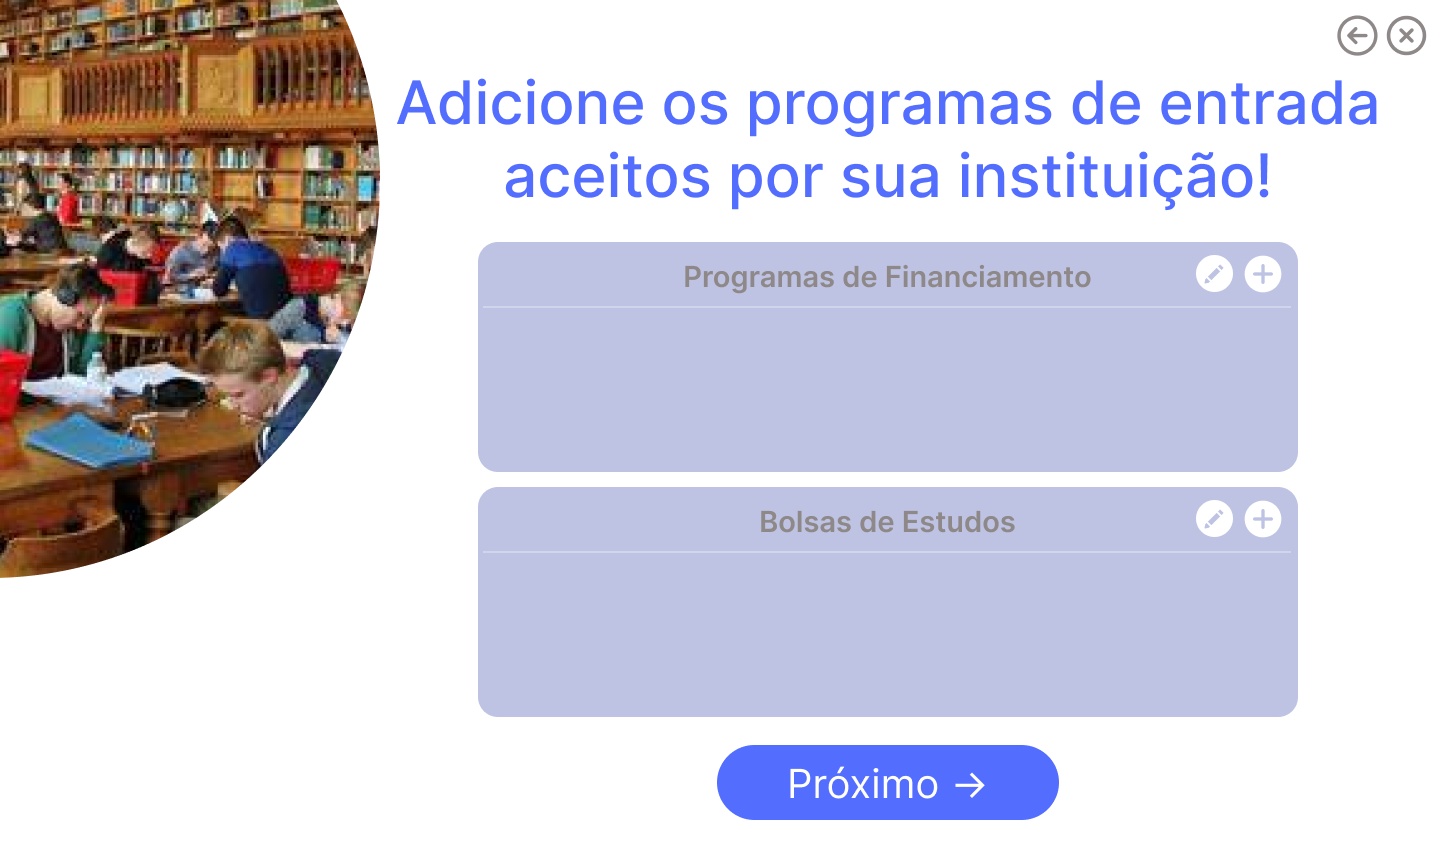 Adicione os programas de entrada
aceitos por sua instituição!
Programas de Financiamento
Bolsas de Estudos
Próximo →